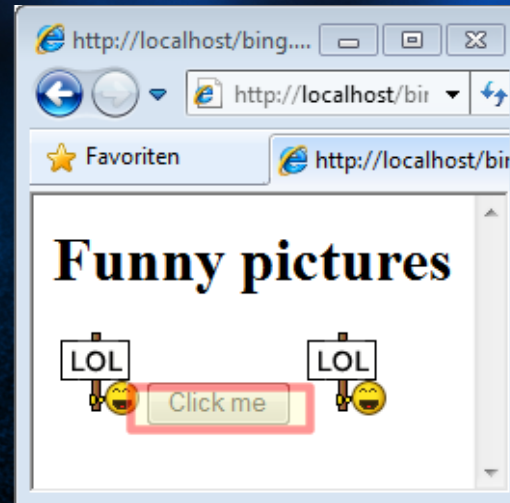 http://localhost/bing....
http://localhost/bir
Favoriten
http://localhost/bir
Funny pictures
LOL
LOL
Click me